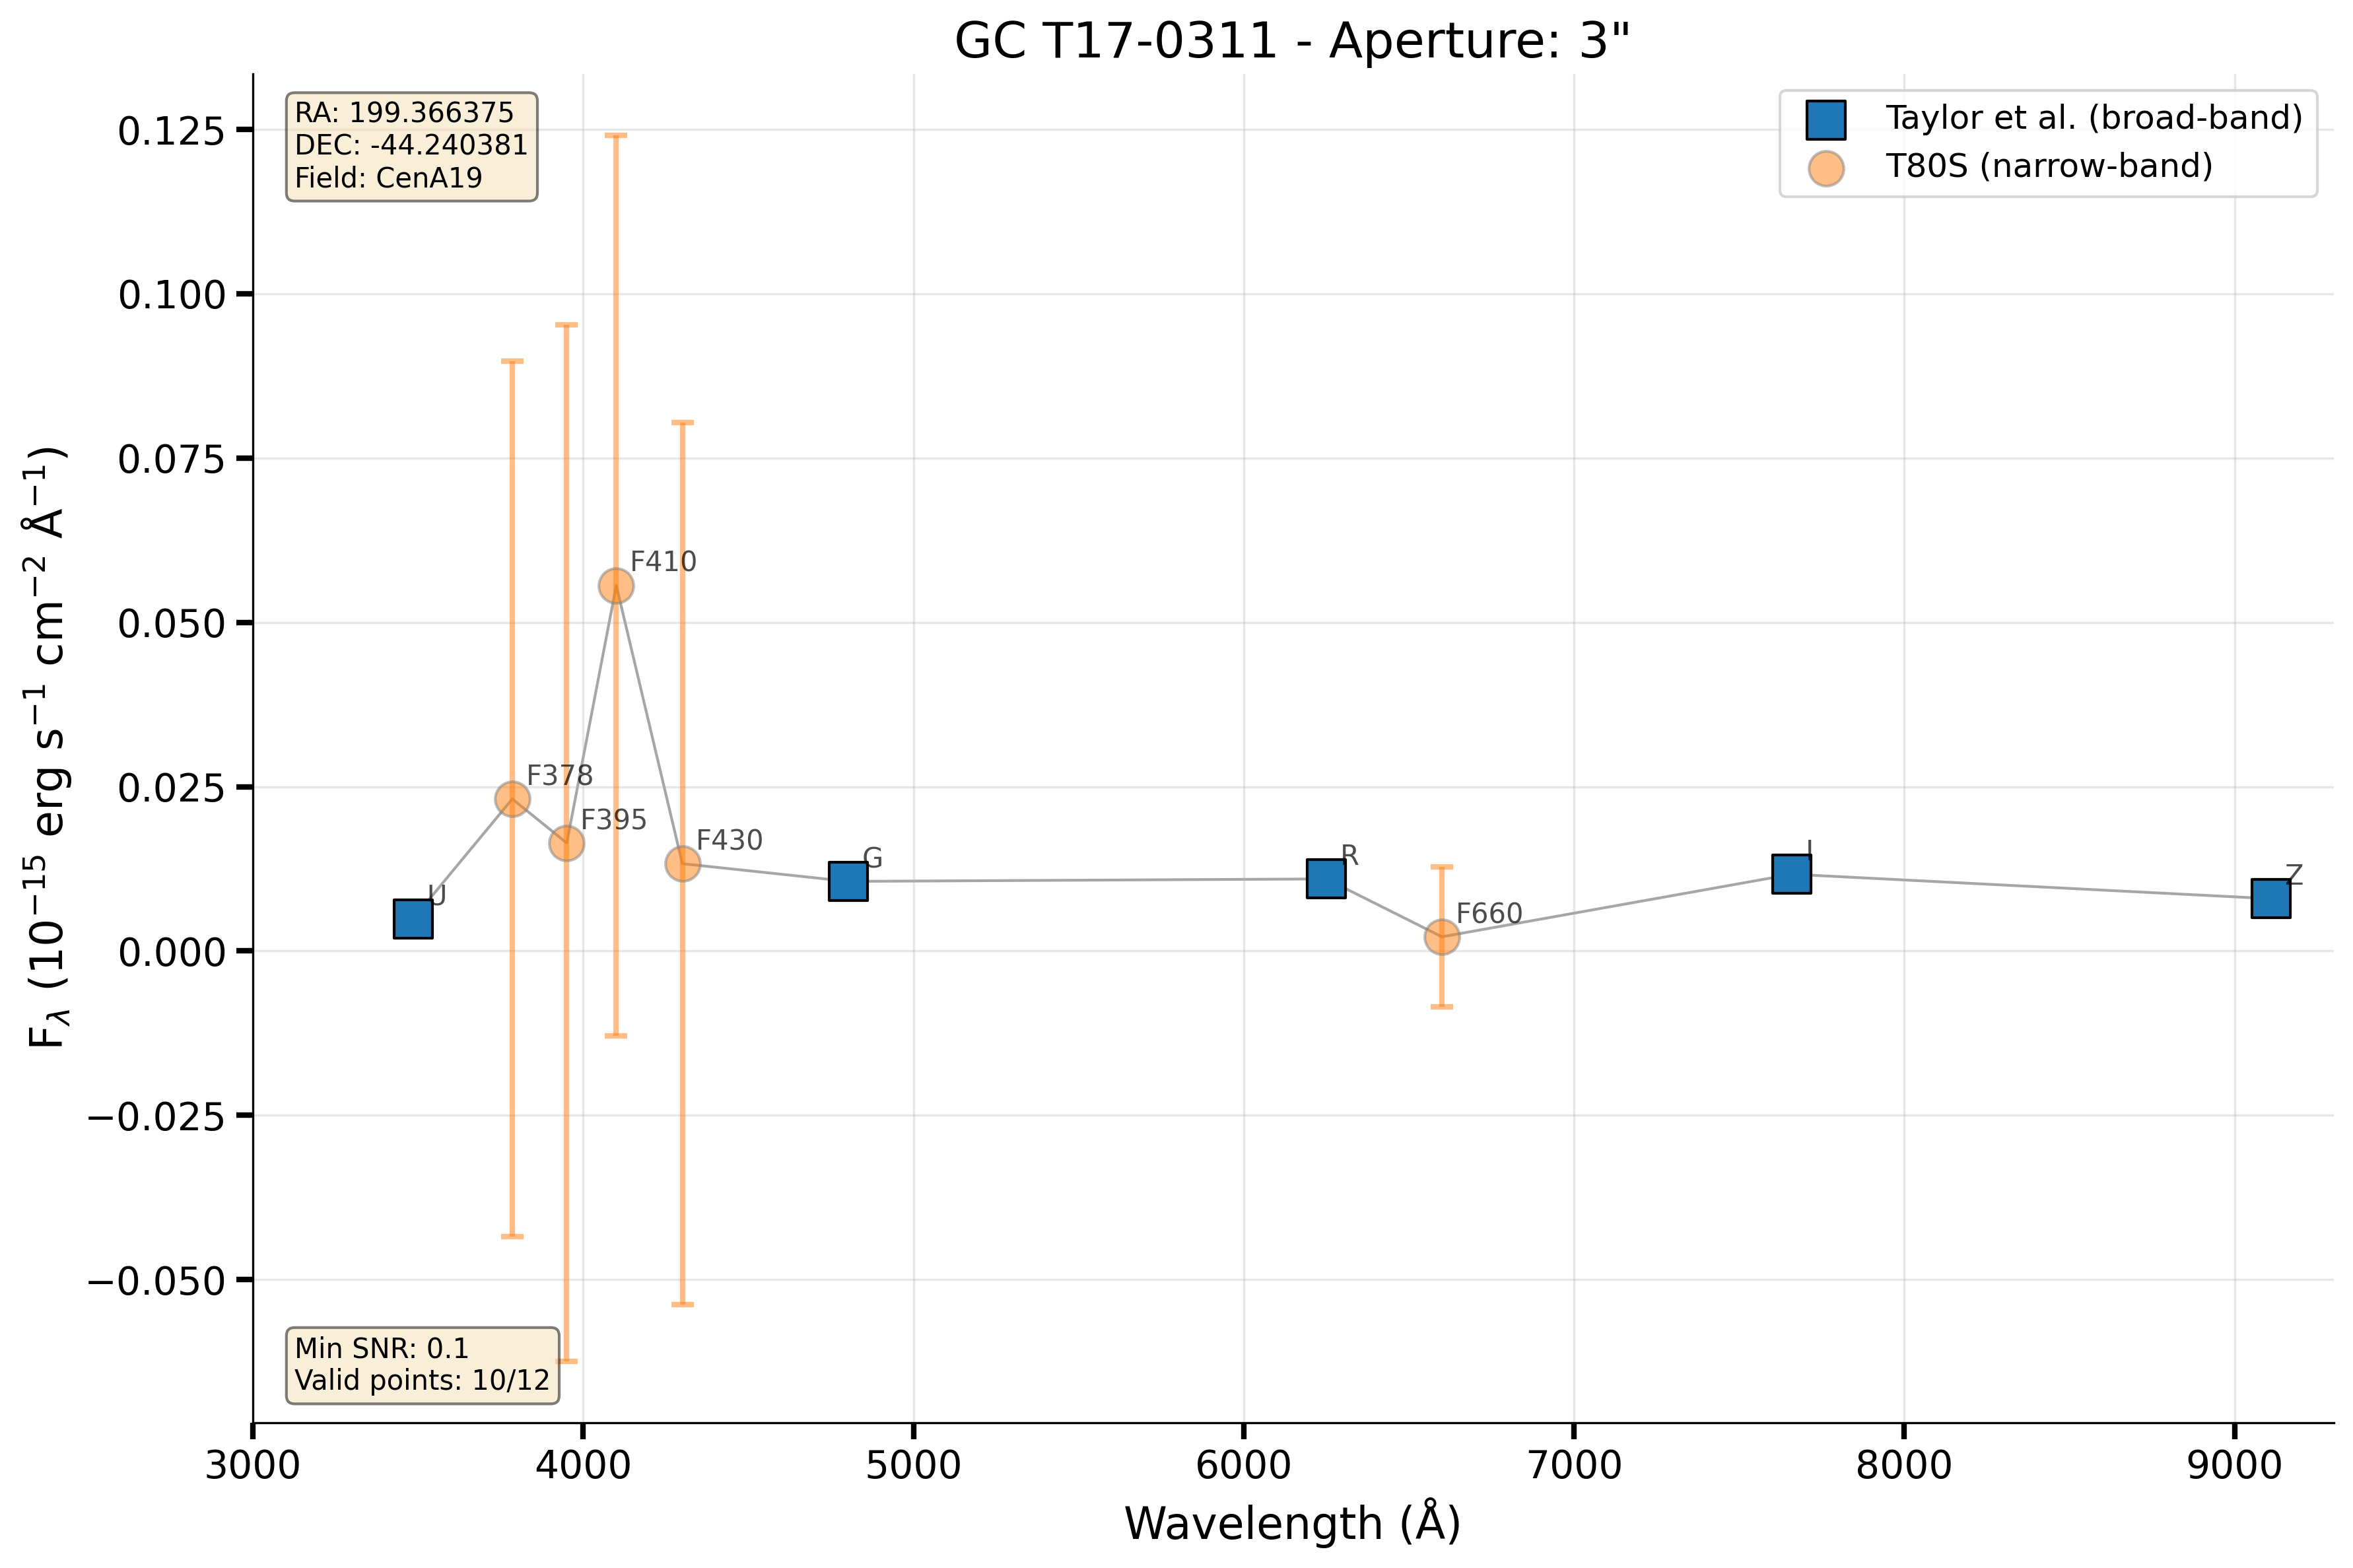 GC T17-0311 - Aperture: 3"
RA: 199.366375
DEC: -44.240381
Field: CenA19
Taylor et al. (broad-band)
T80S (narrow-band)
0.125
0.100
0.075
0.050
0.025
0.000
−0.025
−0.050
F_λ (10⁻¹⁵ erg s⁻¹ cm⁻² Å⁻¹)
U
F378
F395
F410
F430
G
R
F660
I
Z
Min SNR: 0.1
Valid points: 10/12
3000
4000
5000
6000
7000
8000
9000
Wavelength (Å)